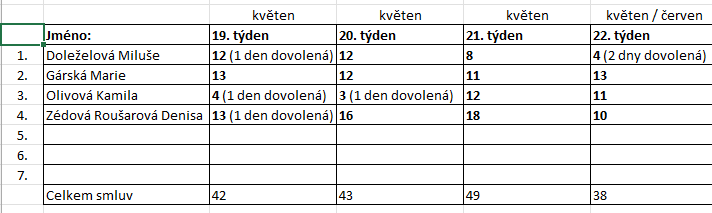 květen květen květen květen / červen
Jméno: 19. týden 20. týden 21. týden 22. týden
1. Doleželová Miluše 12 (1 den dovolená) 12 8 4 (2 dny dovolená)
2. Gárská Marie 13 12 11 13
3. Olivová Kamila 4 (1 den dovolená) 3 (1 den dovolená) 12 11
4. Zédová Roušarová Denisa 13 (1 den dovolená) 16 18 10
5.
6.
7.
Celkem smluv 42 43 49 38